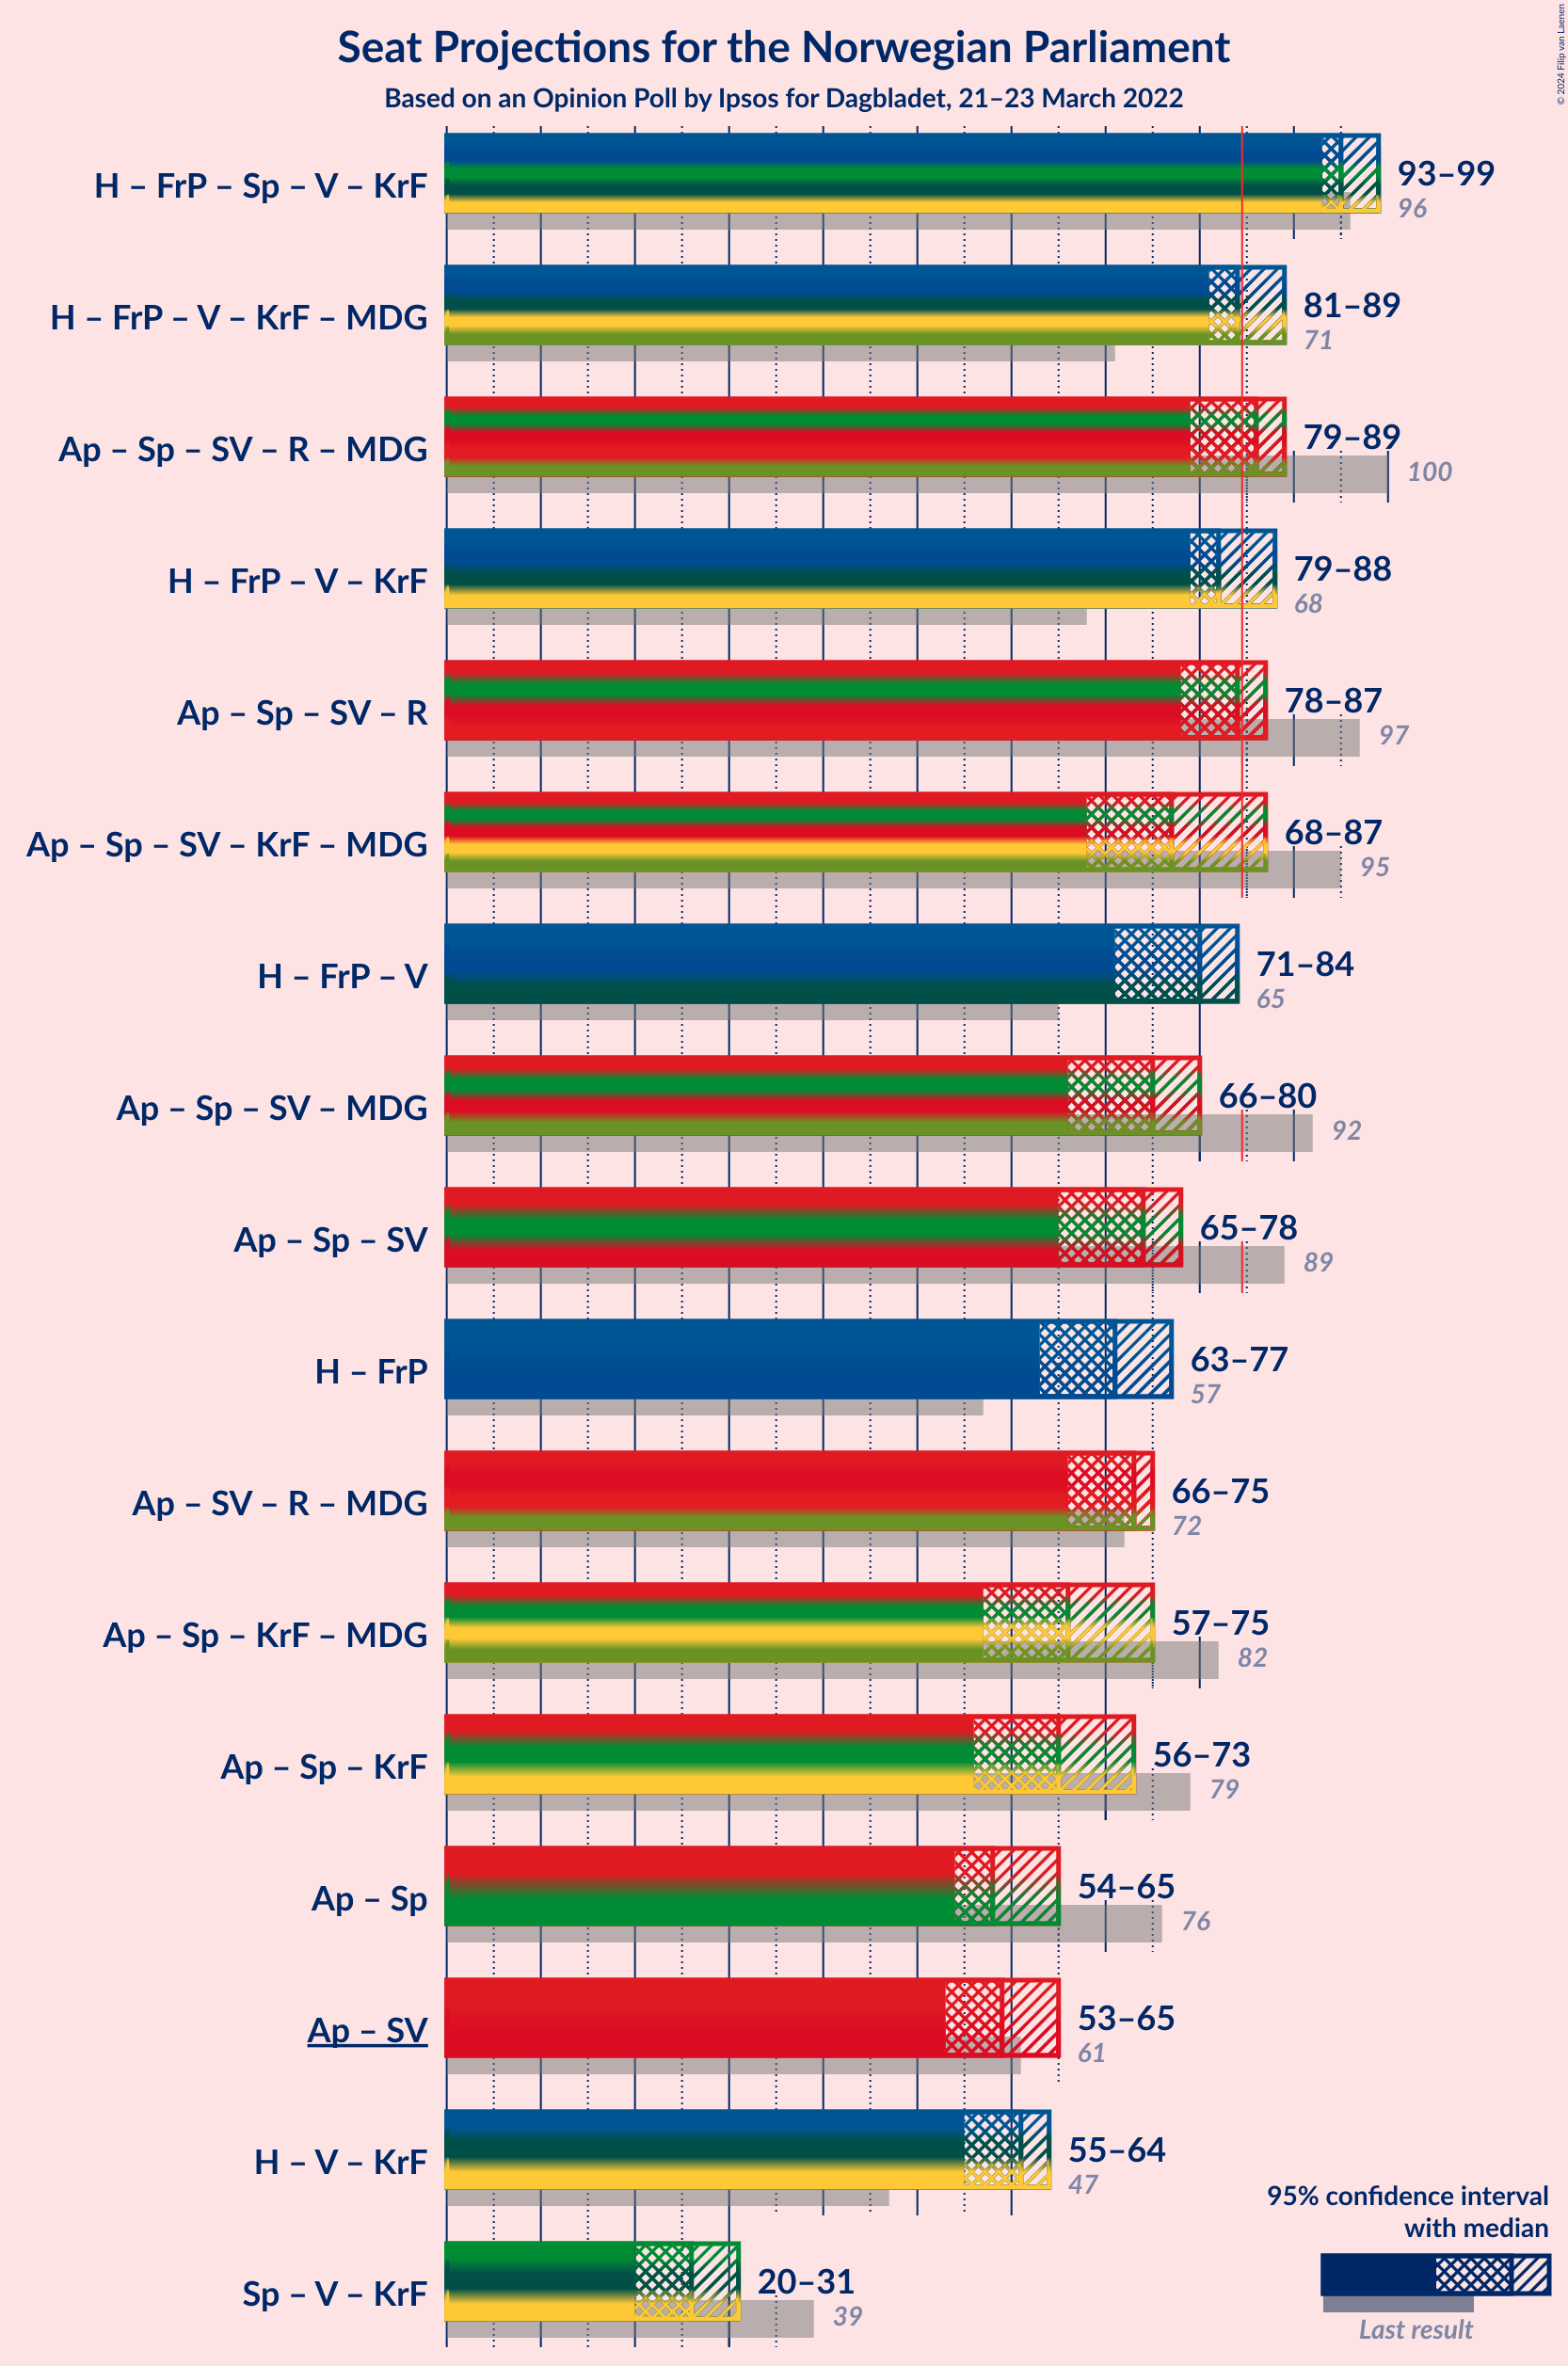 © 2024 Filip van Laenen
Seat Projections for the Norwegian Parliament
Based on an Opinion Poll by Ipsos for Dagbladet, 21–23 March 2022
H – FrP – Sp – V – KrF
93–99
96
H – FrP – V – KrF – MDG
81–89
71
Ap – Sp – SV – R – MDG
79–89
100
H – FrP – V – KrF
79–88
68
Ap – Sp – SV – R
78–87
97
Ap – Sp – SV – KrF – MDG
68–87
95
H – FrP – V
71–84
65
Ap – Sp – SV – MDG
66–80
92
Ap – Sp – SV
65–78
89
H – FrP
63–77
57
Ap – SV – R – MDG
66–75
72
Ap – Sp – KrF – MDG
57–75
82
Ap – Sp – KrF
56–73
79
Ap – Sp
54–65
76
Ap – SV
53–65
61
H – V – KrF
55–64
47
Sp – V – KrF
20–31
39
95% confidence interval
with median
Last result